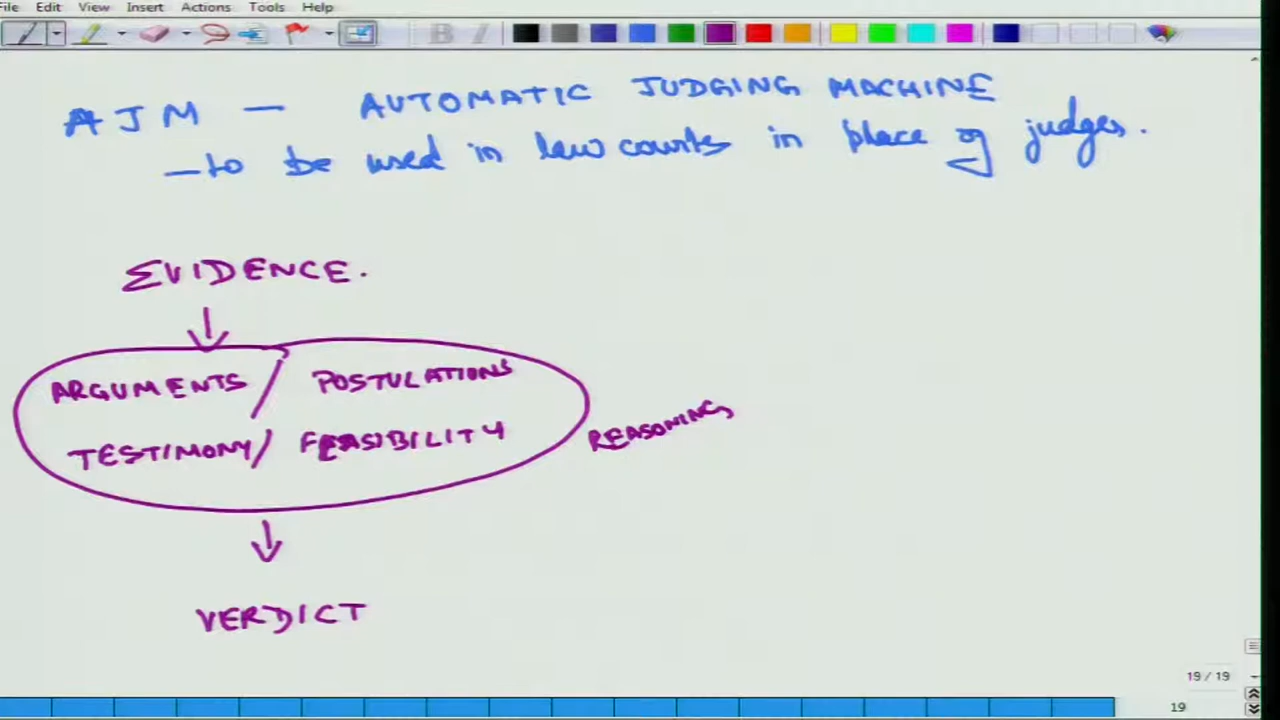 File Edit View Insert Actions Tools Help
B I
AJM - AUTOMATIC JUDGING MACHINE
- to be used in law courts in place of judges.
EVIDENCE.
ARGUMENTS / POSTULATIONS
TESTIMONY / FEASIBILITY
REASONING
VERDICT
19 / 19
19